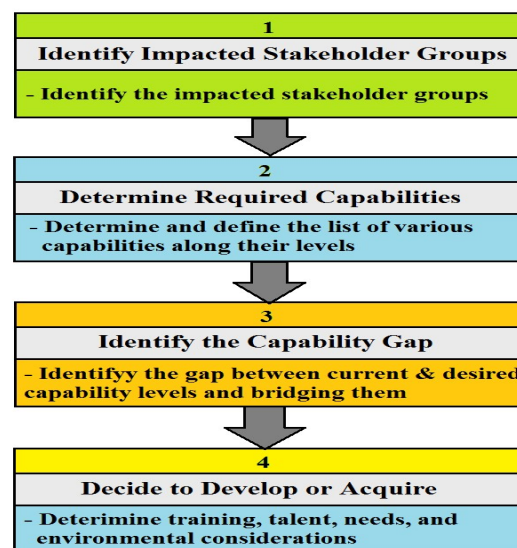 1
Identify Impacted Stakeholder Groups
- Identify the impacted stakeholder groups
2
Determine Required Capabilities
- Determine and define the list of various
capabilities along their levels
3
Identify the Capability Gap
- Identifyy the gap between current & desired
capability levels and bridging them
4
Decide to Develop or Acquire
- Deterimine training, talent, needs, and
environmental considerations